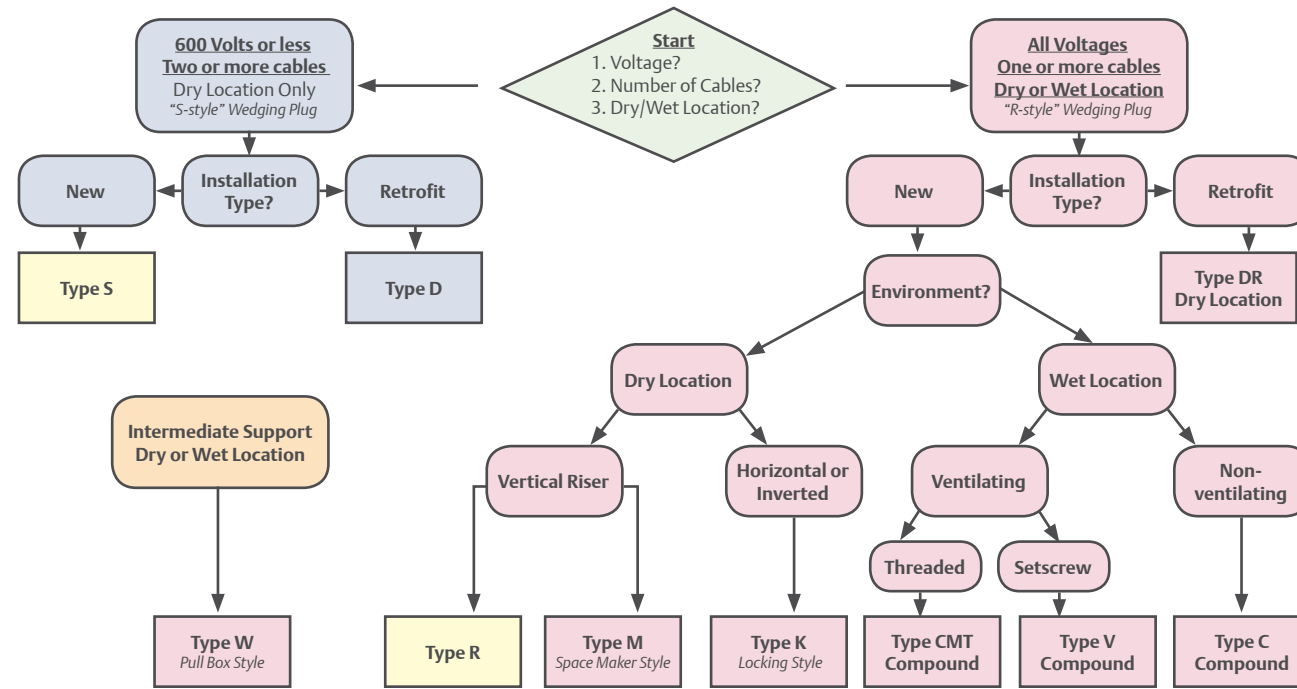 600 Volts or less
Two or more cables
Dry Location Only
“S-style” Wedging Plug
Start
1. Voltage?
2. Number of Cables?
3. Dry/Wet Location?
All Voltages
One or more cables
Dry or Wet Location
“R-style” Wedging Plug
New
Installation
Type?
Retrofit
New
Installation
Type?
Retrofit
Type S
Type D
Environment?
Type DR
Dry Location
Dry Location
Wet Location
Intermediate Support
Dry or Wet Location
Vertical Riser
Horizontal or
Inverted
Ventilating
Non-
ventilating
Threaded
Setscrew
Type W
Pull Box Style
Type R
Type M
Space Maker Style
Type K
Locking Style
Type CMT
Compound
Type V
Compound
Type C
Compound